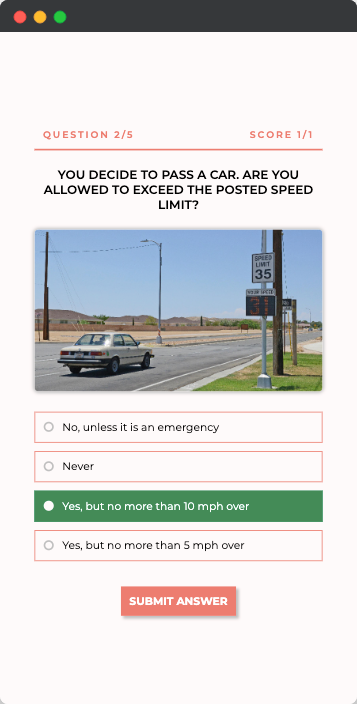 QUESTION 2/5
SCORE 1/1
YOU DECIDE TO PASS A CAR. ARE YOU
ALLOWED TO EXCEED THE POSTED SPEED
LIMIT?
SPEED
LIMIT
35
YOUR SPEED
No, unless it is an emergency
Never
Yes, but no more than 10 mph over
Yes, but no more than 5 mph over
SUBMIT ANSWER